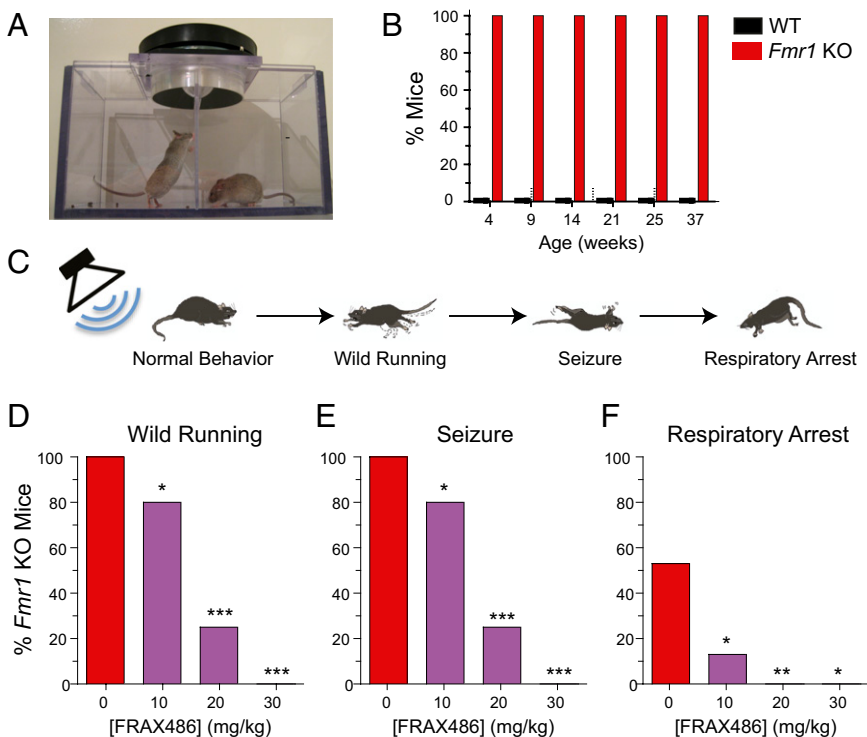 A
B
WT
Fmr1 KO
% Mice
100
80
60
40
20
0
4 9 14 21 25 37
Age (weeks)
C
Normal Behavior Wild Running Seizure Respiratory Arrest
D
Wild Running
% Fmr1 KO Mice
100
80
60
40
20
0
*
***
***
0 10 20 30
[FRAX486] (mg/kg)
E
Seizure
100
80
60
40
20
0
*
***
***
0 10 20 30
[FRAX486] (mg/kg)
F
Respiratory Arrest
100
80
60
40
20
0
*
**
*
0 10 20 30
[FRAX486] (mg/kg)